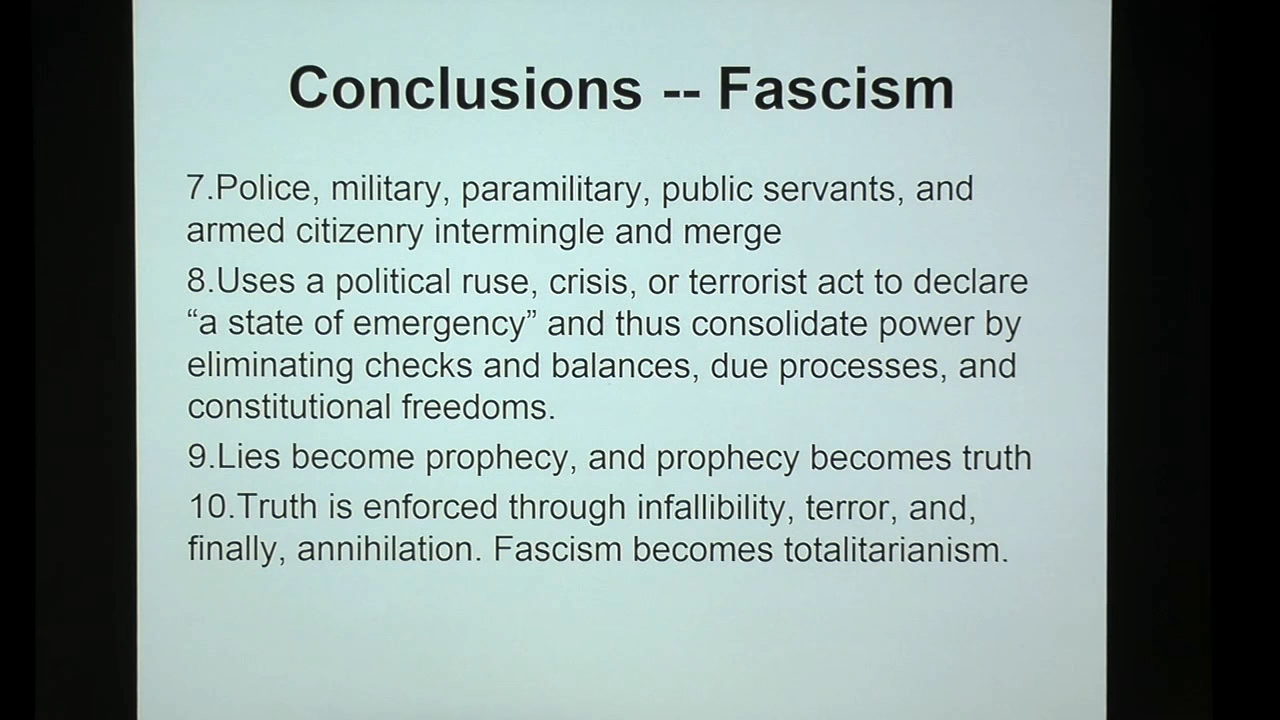 Conclusions -- Fascism
7.Police, military, paramilitary, public servants, and
armed citizenry intermingle and merge
8.Uses a political ruse, crisis, or terrorist act to declare
“a state of emergency” and thus consolidate power by
eliminating checks and balances, due processes, and
constitutional freedoms.
9.Lies become prophecy, and prophecy becomes truth
10.Truth is enforced through infallibility, terror, and,
finally, annihilation. Fascism becomes totalitarianism.